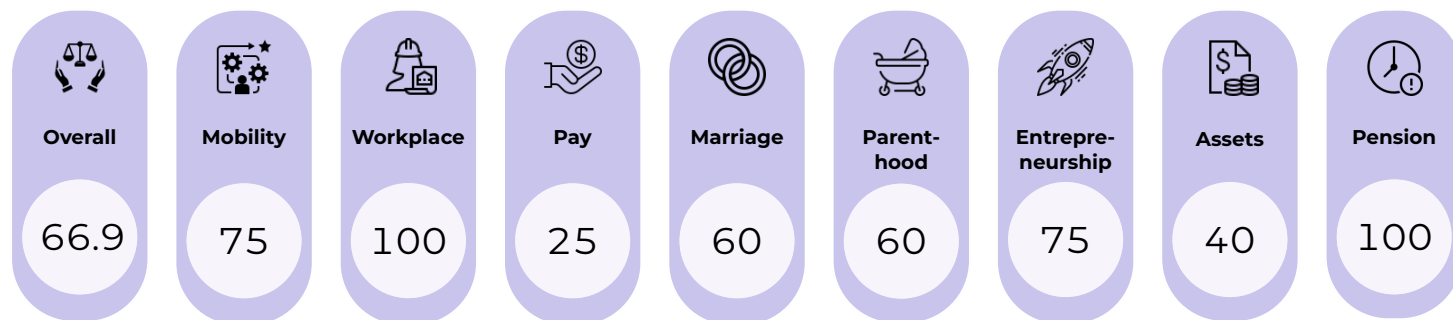 Overall
66.9
Mobility
75
Workplace
100
$
Pay
25
Marriage
60
Parent-
hood
60
Entrepre-
neurship
75
$
Assets
40
!
Pension
100